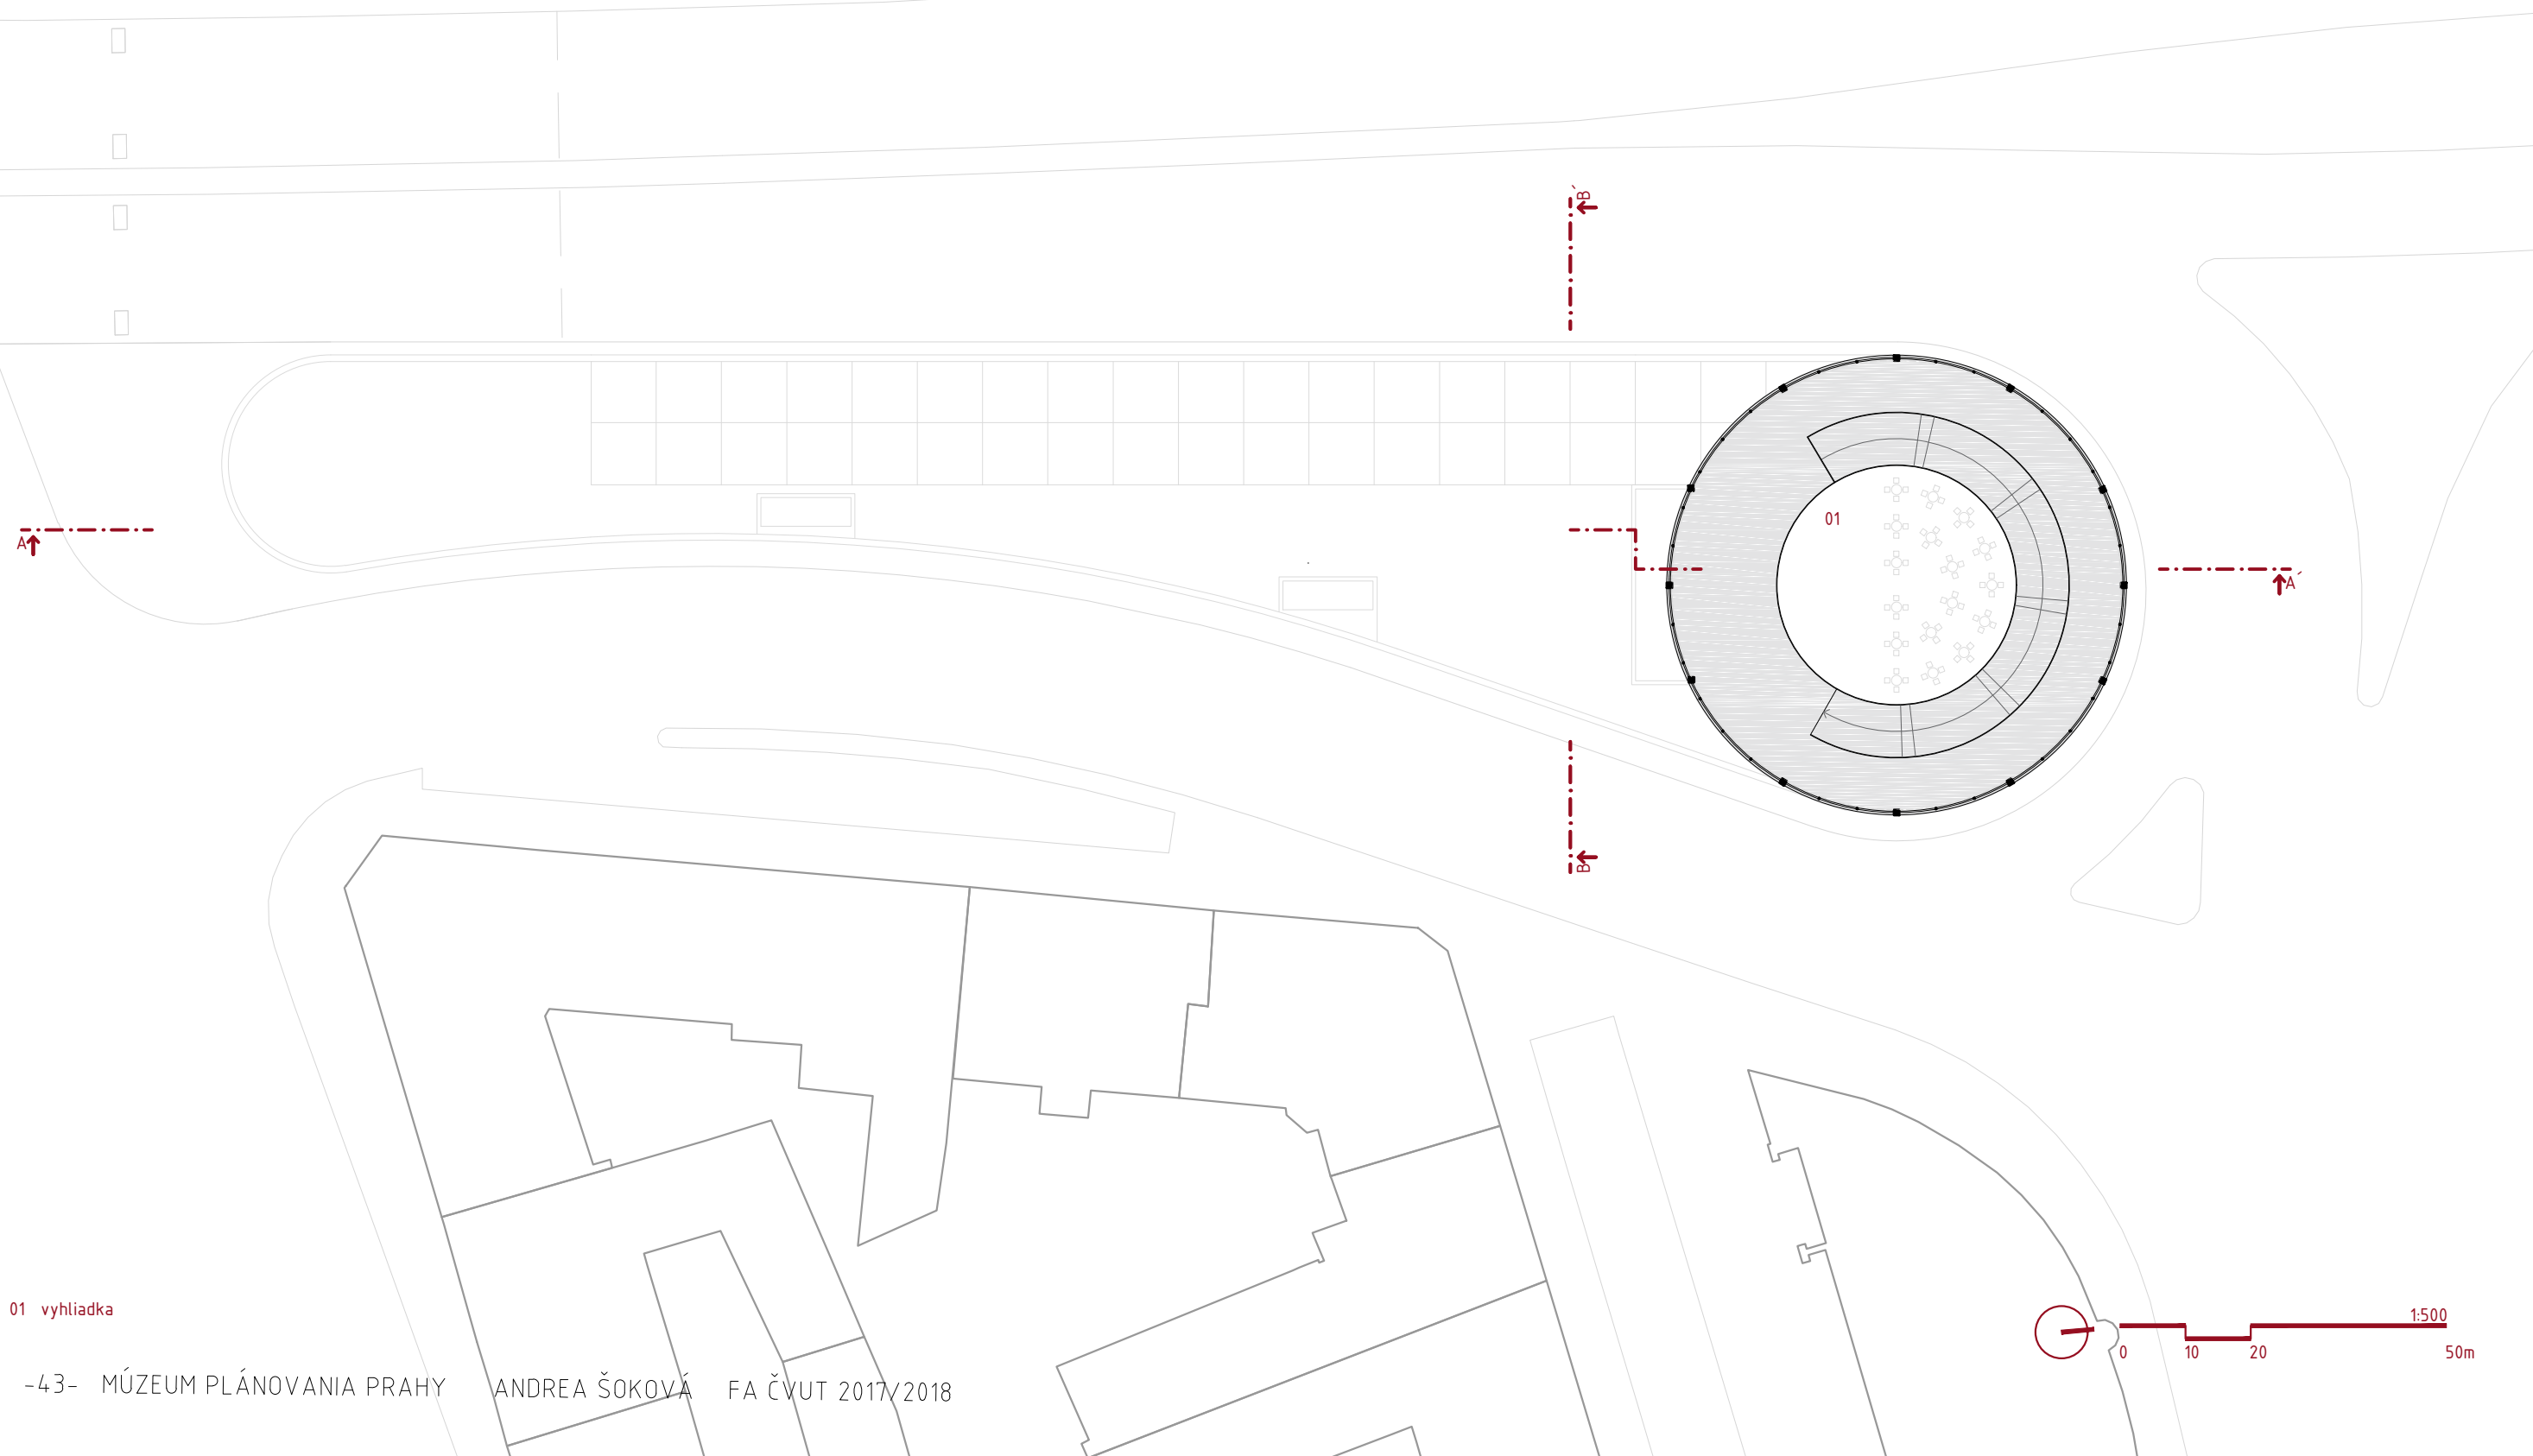 B´
01
A
A´
B
01 vyhliadka
1:500
0 10 20 50m
-43- MÚZEUM PLÁNOVANIA PRAHY ANDREA ŠOKOVÁ FA ČVUT 2017/2018